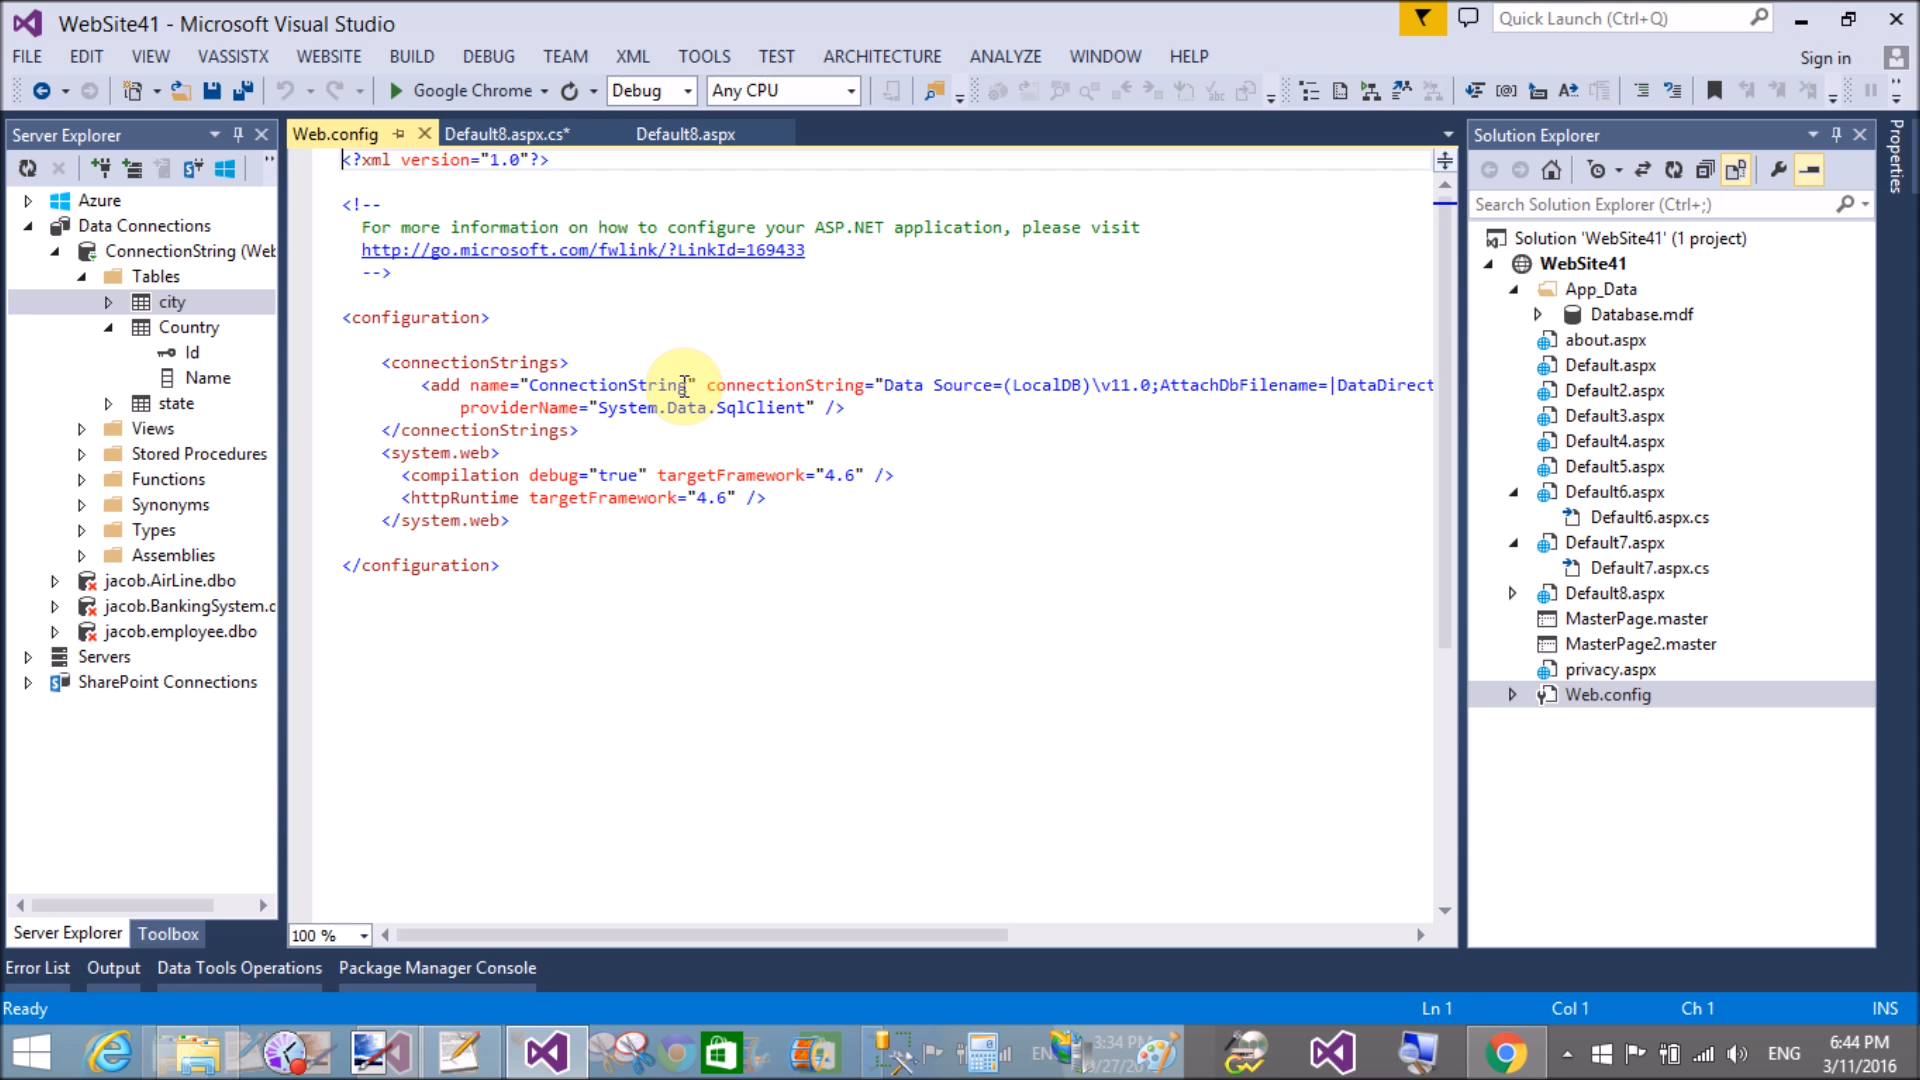 WebSite41 - Microsoft Visual Studio
Quick Launch (Ctrl+Q)
FILE EDIT VIEW VASSISTX WEBSITE BUILD DEBUG TEAM XML TOOLS TEST ARCHITECTURE ANALYZE WINDOW HELP
Sign in
Google Chrome Debug Any CPU
Server Explorer
Azure
Data Connections
ConnectionString (Web
Tables
city
Country
Id
Name
state
Views
Stored Procedures
Functions
Synonyms
Types
Assemblies
jacob.AirLine.dbo
jacob.BankingSystem.c
jacob.employee.dbo
Servers
SharePoint Connections
Server Explorer Toolbox
Web.config Default8.aspx.cs* Default8.aspx
<?xml version="1.0"?>
<!--
For more information on how to configure your ASP.NET application, please visit
http://go.microsoft.com/fwlink/?LinkId=169433
-->
<configuration>
<connectionStrings>
<add name="ConnectionString" connectionString="Data Source=(LocalDB)\v11.0;AttachDbFilename=|DataDirect
providerName="System.Data.SqlClient" />
</connectionStrings>
<system.web>
<compilation debug="true" targetFramework="4.6" />
<httpRuntime targetFramework="4.6" />
</system.web>
</configuration>
100 %
Solution Explorer
Search Solution Explorer (Ctrl+;)
Solution 'WebSite41' (1 project)
WebSite41
App_Data
Database.mdf
about.aspx
Default.aspx
Default2.aspx
Default3.aspx
Default4.aspx
Default5.aspx
Default6.aspx
Default6.aspx.cs
Default7.aspx
Default7.aspx.cs
Default8.aspx
MasterPage.master
MasterPage2.master
privacy.aspx
Web.config
Properties
Error List Output Data Tools Operations Package Manager Console
Ready Ln 1 Col 1 Ch 1 INS
3:34 PM
ENG
6:44 PM
3/11/2016